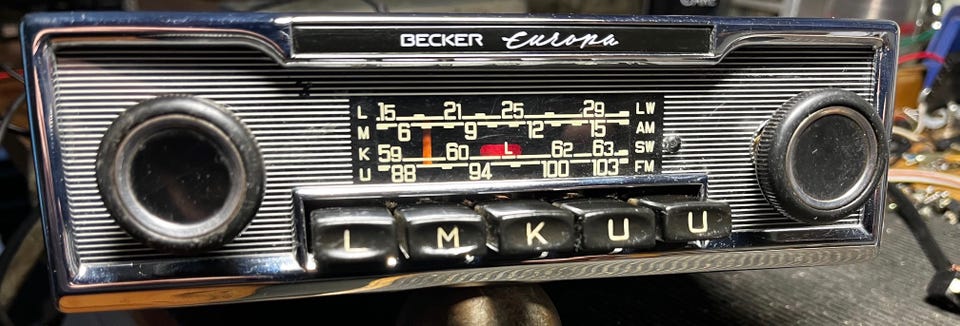 BECKER Europa
L 15 21 25 29 LW
M 6 9 12 15 AM
K 59 60 L 62 63 SW
U 88 94 100 103 FM
L M K U U